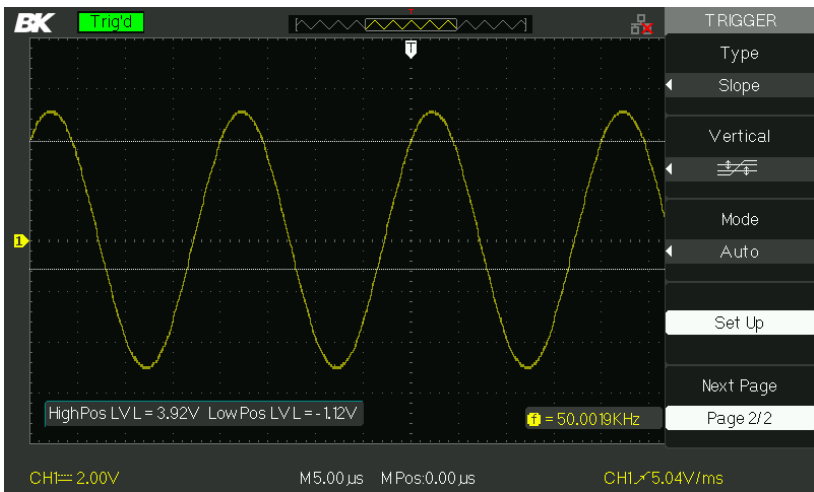 BK Trig'd T TRIGGER
T
Type
Slope
Vertical
Mode
1
Auto
Set Up
Next Page
HighPos LVL = 3.92V LowPos LVL = -1.12V
f = 50.0019KHz
Page 2/2
CH1 2.00V M 5.00µs M Pos:0.00µs CH1 5.04V/ms